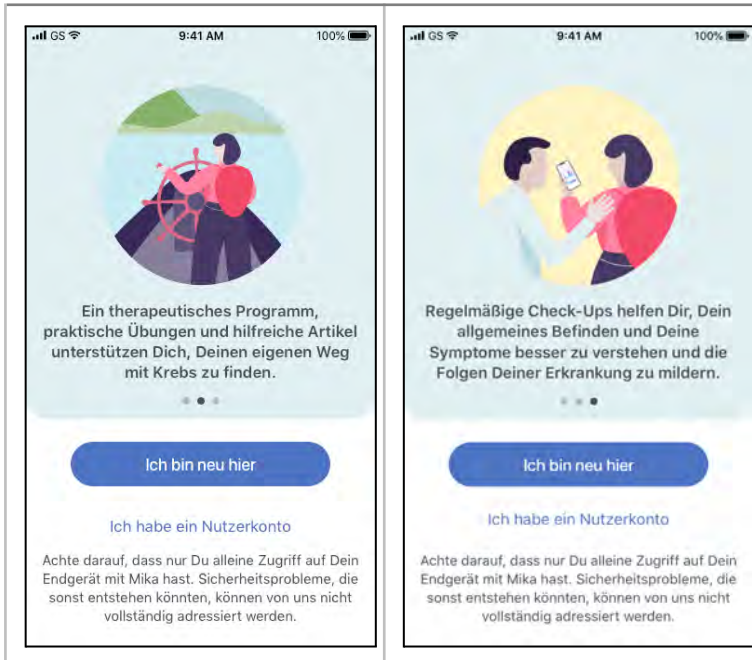 GS 9:41 AM 100%
Ein therapeutisches Programm,
praktische Übungen und hilfreiche Artikel
unterstützen Dich, Deinen eigenen Weg
mit Krebs zu finden.
Ich bin neu hier
Ich habe ein Nutzerkonto
Achte darauf, dass nur Du alleine Zugriff auf Dein
Endgerät mit Mika hast. Sicherheitsprobleme, die
sonst entstehen könnten, können von uns nicht
vollständig adressiert werden.
GS 9:41 AM 100%
Regelmäßige Check-Ups helfen Dir, Dein
allgemeines Befinden und Deine
Symptome besser zu verstehen und die
Folgen Deiner Erkrankung zu mildern.
Ich bin neu hier
Ich habe ein Nutzerkonto
Achte darauf, dass nur Du alleine Zugriff auf Dein
Endgerät mit Mika hast. Sicherheitsprobleme, die
sonst entstehen könnten, können von uns nicht
vollständig adressiert werden.